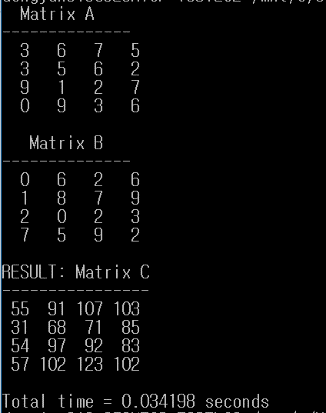 Matrix A
---------------
3 6 7 5
3 5 6 2
9 1 2 7
0 9 3 6
Matrix B
---------------
0 6 2 6
1 8 7 9
2 0 2 3
7 5 9 2
RESULT: Matrix C
-----------------
55 91 107 103
31 68 71 85
54 97 92 83
57 102 123 102
Total time = 0.034198 seconds